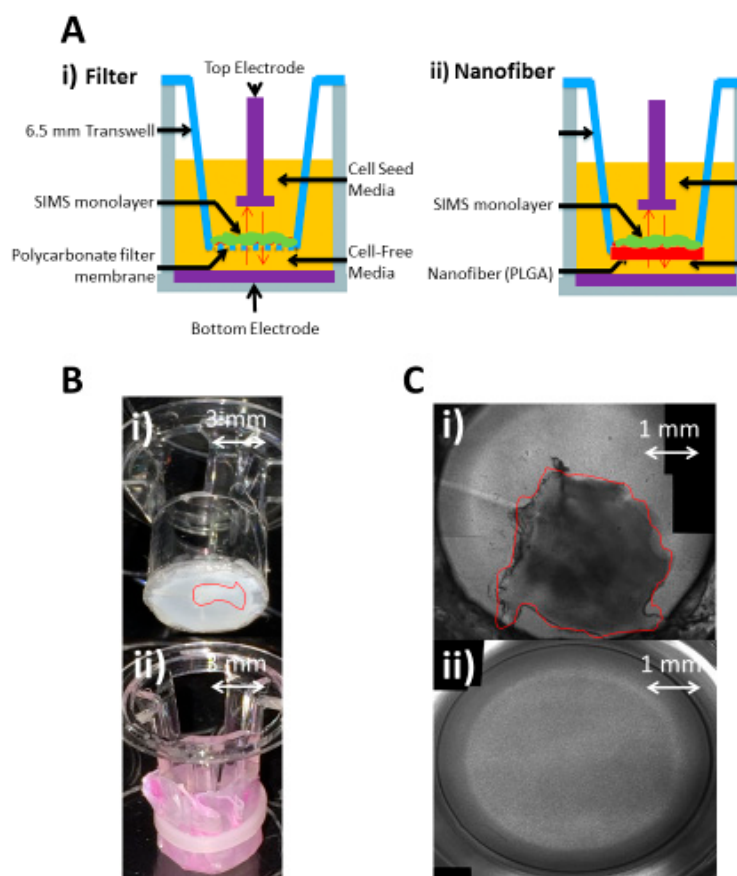 A
i) Filter
Top Electrode
ii) Nanofiber
6.5 mm Transwell
Cell Seed
Media
SIMS monolayer
SIMS monolayer
Polycarbonate filter
membrane
Cell-Free
Media
Nanofiber (PLGA)
Bottom Electrode
B
C
i)
3 mm
i)
1 mm
ii)
3 mm
ii)
1 mm